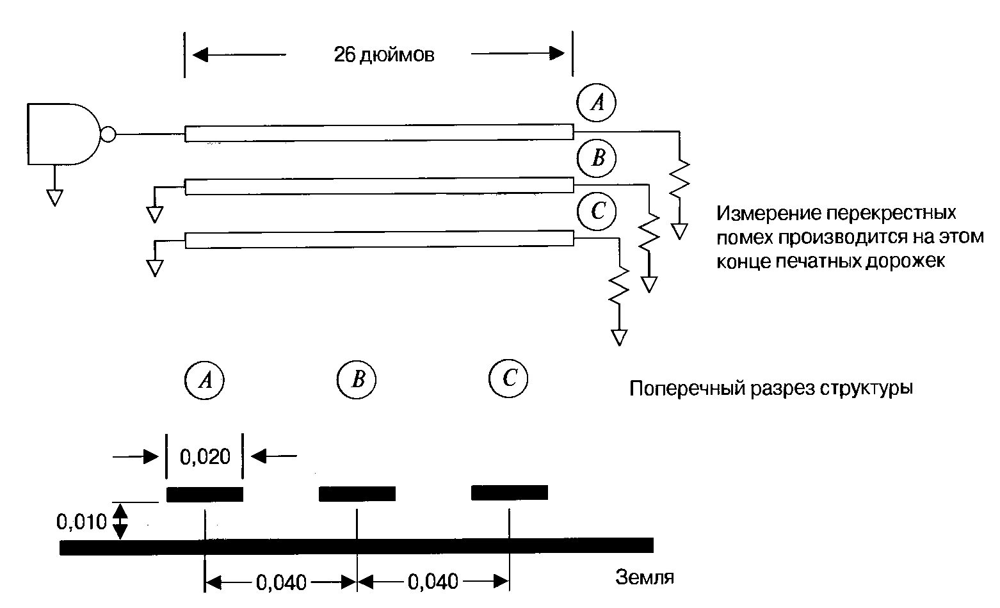 26 дюймов
A
B
C
Измерение перекрестных
помех производится на этом
конце печатных дорожек
A B C
Поперечный разрез структуры
0,020
0,010
0,040 0,040
Земля